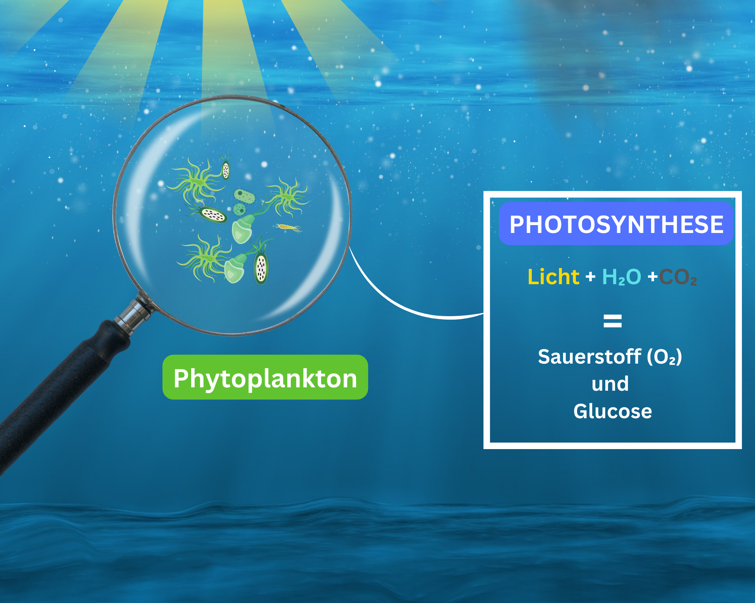 PHOTOSYNTHESE
Licht + H₂O +CO₂
=
Sauerstoff (O₂)
und
Glucose
Phytoplankton